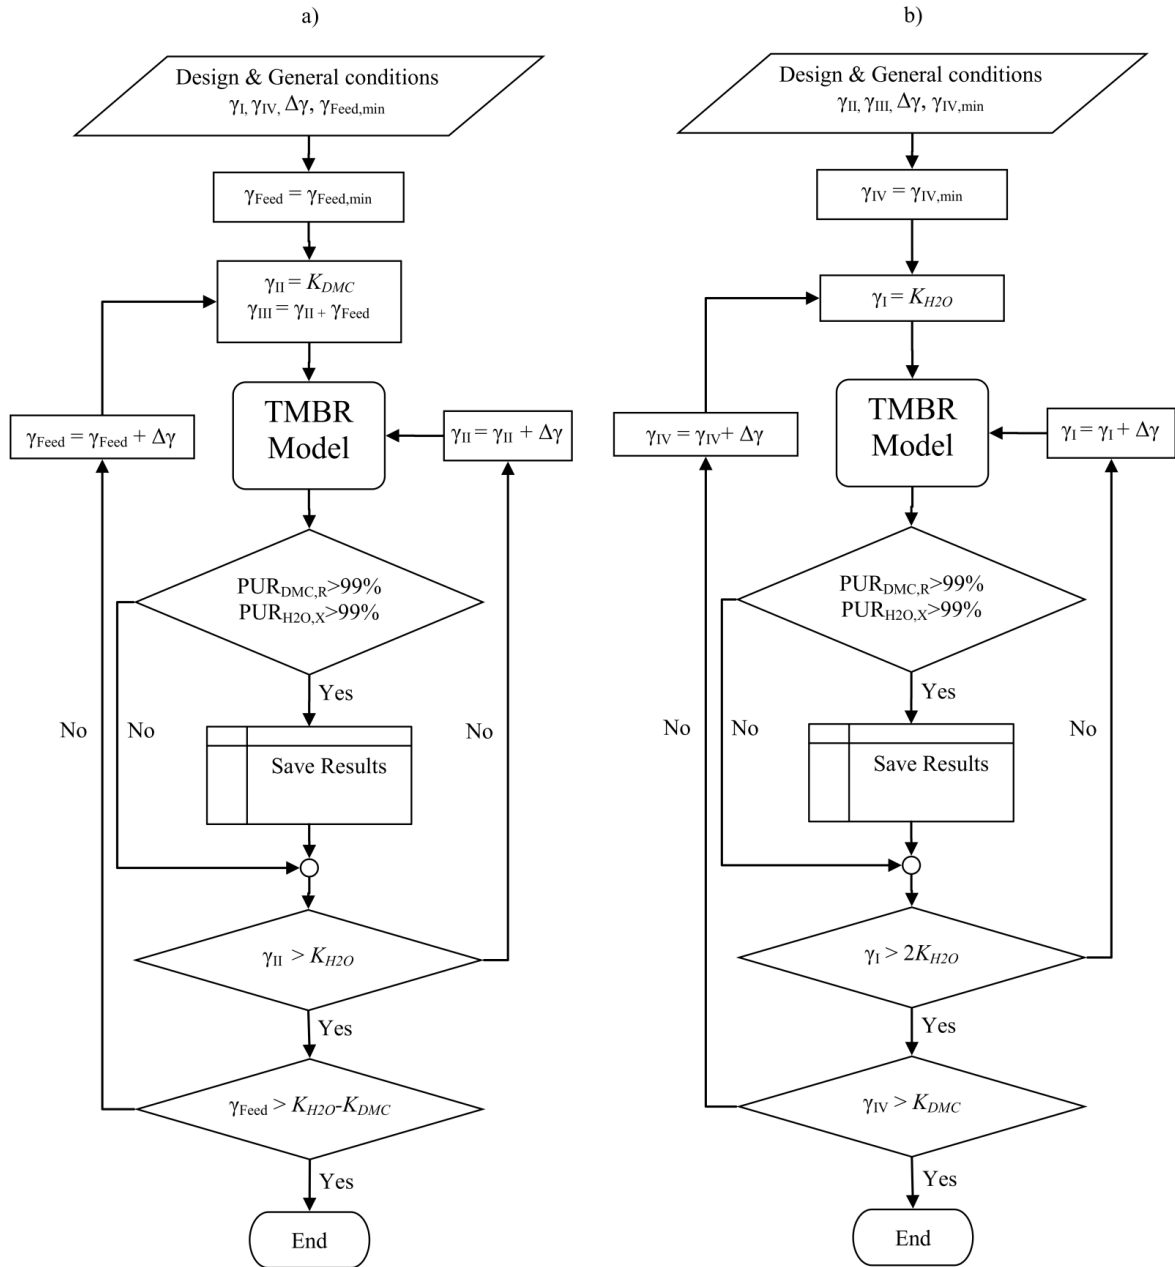 a)
Design & General conditions
γI, γIV, Δγ, γFeed,min
γFeed = γFeed,min
γII = KDMC
γIII = γII + γFeed
TMBR
Model
γFeed = γFeed + Δγ
γII = γII + Δγ
PURDMC,R>99%
PURH2O,X>99%
Yes
No
No
No
Save Results
γII > KH2O
Yes
γFeed > KH2O-KDMC
Yes
End
b)
Design & General conditions
γII, γIII, Δγ, γIV,min
γIV = γIV,min
γI = KH2O
TMBR
Model
γIV = γIV+ Δγ
γI = γI + Δγ
PURDMC,R>99%
PURH2O,X>99%
Yes
No
No
No
Save Results
γI > 2KH2O
Yes
γIV > KDMC
Yes
End